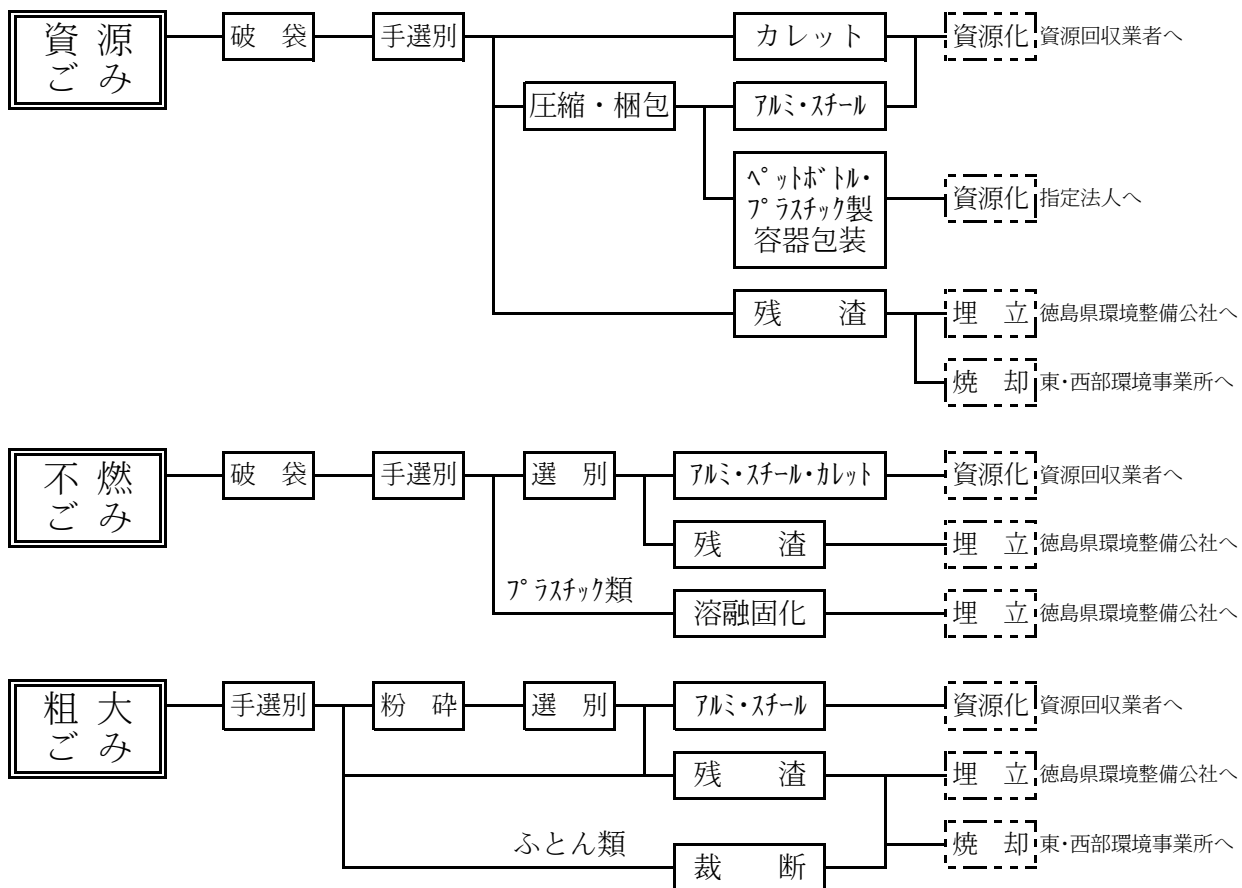 資源
ごみ
破 袋
手選別
カレット
資源化
資源回収業者へ
圧縮・梱包
アルミ・スチール
ペットボトル・
プラスチック製
容器包装
資源化
指定法人へ
残 渣
埋 立
徳島県環境整備公社へ
焼 却
東・西部環境事業所へ
不燃
ごみ
破 袋
手選別
選 別
アルミ・スチール・カレット
資源化
資源回収業者へ
残 渣
埋 立
徳島県環境整備公社へ
プラスチック類
溶融固化
埋 立
徳島県環境整備公社へ
粗大
ごみ
手選別
粉 砕
選 別
アルミ・スチール
資源化
資源回収業者へ
残 渣
埋 立
徳島県環境整備公社へ
ふとん類
裁 断
焼 却
東・西部環境事業所へ